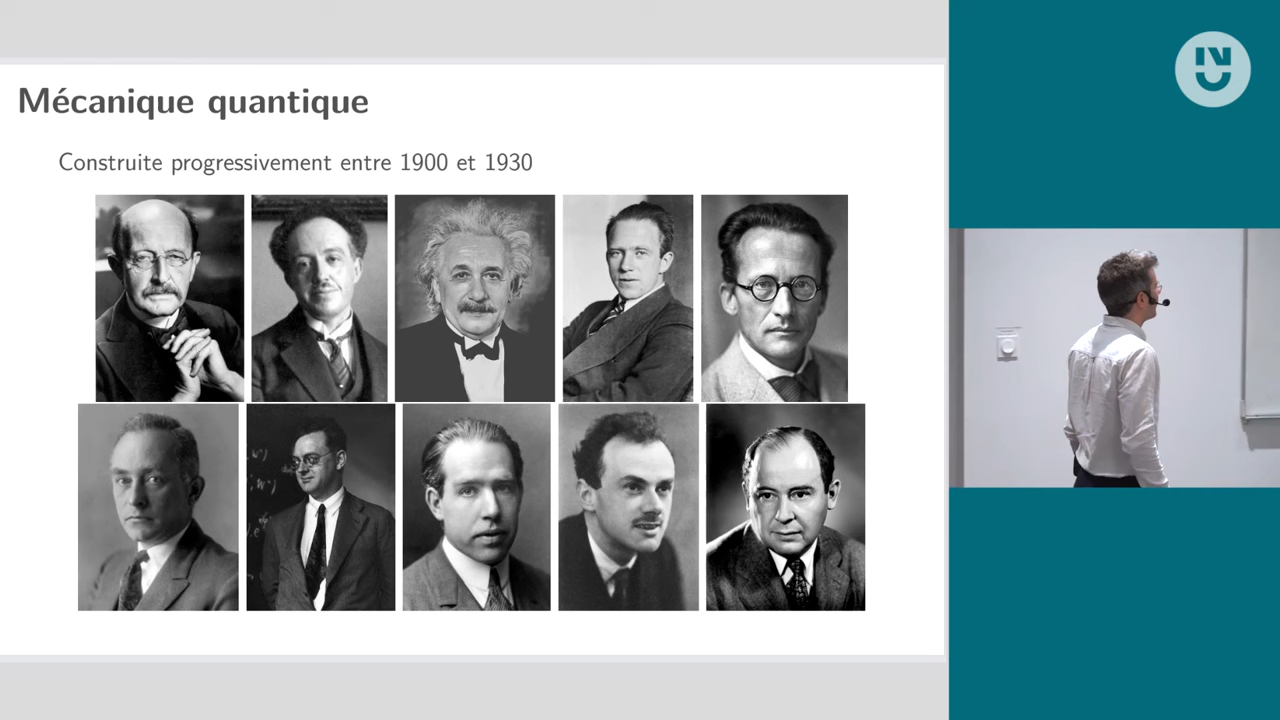 Mécanique quantique
Construite progressivement entre 1900 et 1930